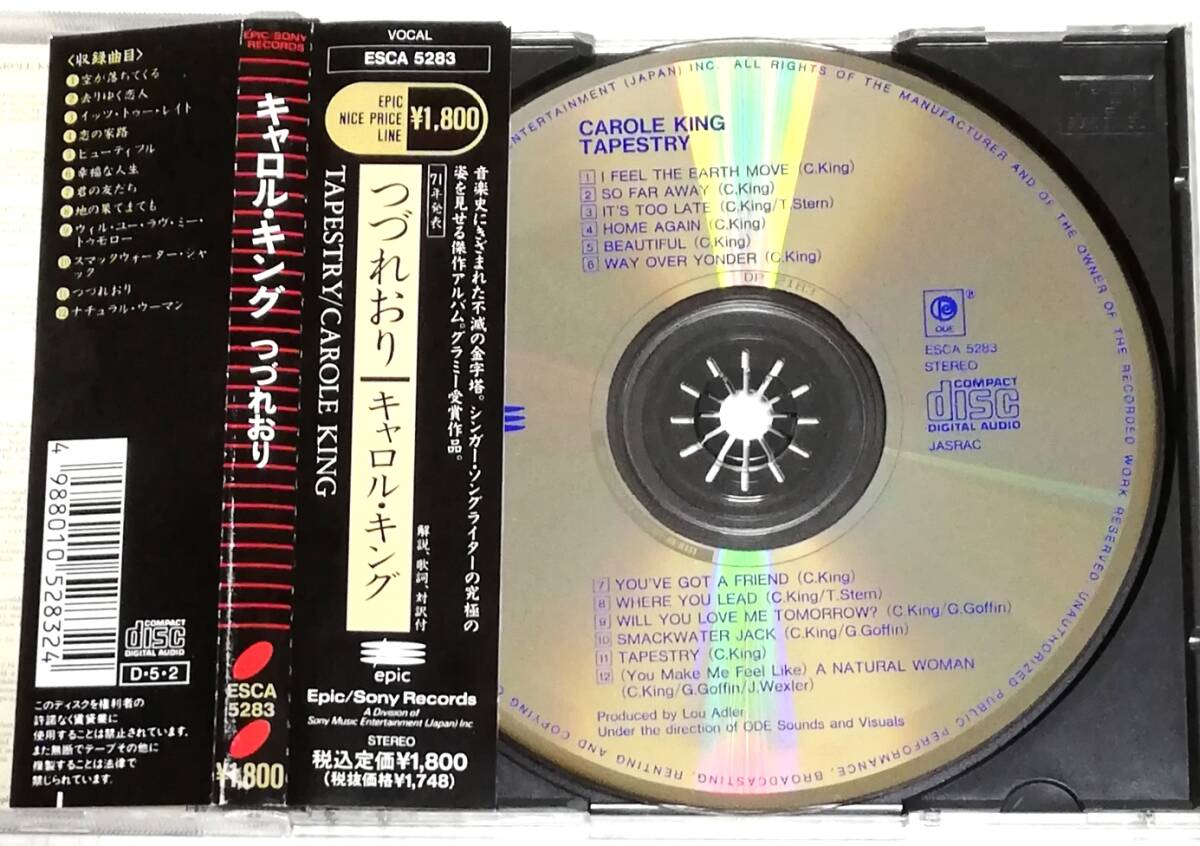 〈収録曲目〉
1 空が落ちてくる
2 去りゆく恋人
3 イッツ・トゥー・レイト
4 恋の家路
5 ビューティフル
6 幸福な人生
7 君の友だち
8 地の果てまでも
9 ウィル・ユー・ラヴ・ミー・
トゥモロー
10 スマックウォーター・ジャ
ック
11 つづれおり
12 ナチュラル・ウーマン
4 988010 528324
COMPACT
disc
DIGITAL AUDIO
D・5・2
このディスクを権利者の
許諾なく賃貸業に
使用することは禁止されています。
また無断でテープその他に
複製することは法律で
禁じられています。
EPIC/SONY
RECORDS
キャロル・キング つづれおり
ESCA
5283
¥1,800
VOCAL
ESCA 5283
EPIC
NICE PRICE
LINE
¥1,800
音楽史にきざまれた不滅の金字塔。シンガー・ソングライターの究極の
姿を見せる傑作アルバム。グラミー受賞作品。
'71年発表
つづれおり キャロル・キング
TAPESTRY/CAROLE KING
解説、歌詞、対訳付
epic
Epic/Sony Records
A Division of
Sony Music Entertainment (Japan) Inc.
STEREO
税込定価¥1,800
(税抜価格¥1,748)
ENTERTAINMENT (JAPAN) INC. ALL RIGHTS OF THE MANUFACTURER AND OF THE OWNER OF THE RECORDED WORK RESERVED UNAUTHORIZED PUBLIC PERFORMANCE, BROADCASTING, RENTING AND COPYING
CAROLE KING
TAPESTRY
1 I FEEL THE EARTH MOVE (C.King)
2 SO FAR AWAY (C.King)
3 IT'S TOO LATE (C.King/T.Stern)
4 HOME AGAIN (C.King)
5 BEAUTIFUL (C.King)
6 WAY OVER YONDER (C.King)
ODE
ESCA 5283
STEREO
COMPACT
disc
DIGITAL AUDIO
JASRAC
7 YOU'VE GOT A FRIEND (C.King)
8 WHERE YOU LEAD (C.King/T.Stern)
9 WILL YOU LOVE ME TOMORROW? (C.King/G.Goffin)
10 SMACKWATER JACK (C.King/G.Goffin)
11 TAPESTRY (C.King)
12 (You Make Me Feel Like) A NATURAL WOMAN
(C.King/G.Goffin/J.Wexler)
Produced by Lou Adler
Under the direction of ODE Sounds and Visuals